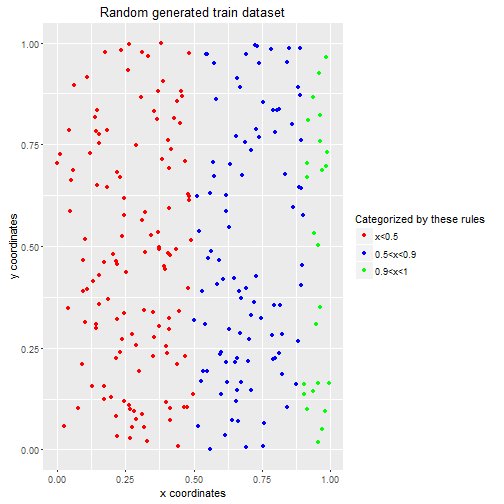 Random generated train dataset
1.00
0.75
0.50
0.25
0.00
y coordinates
0.00
0.25
0.50
0.75
1.00
x coordinates
Categorized by these rules
x<0.5
0.5<x<0.9
0.9<x<1